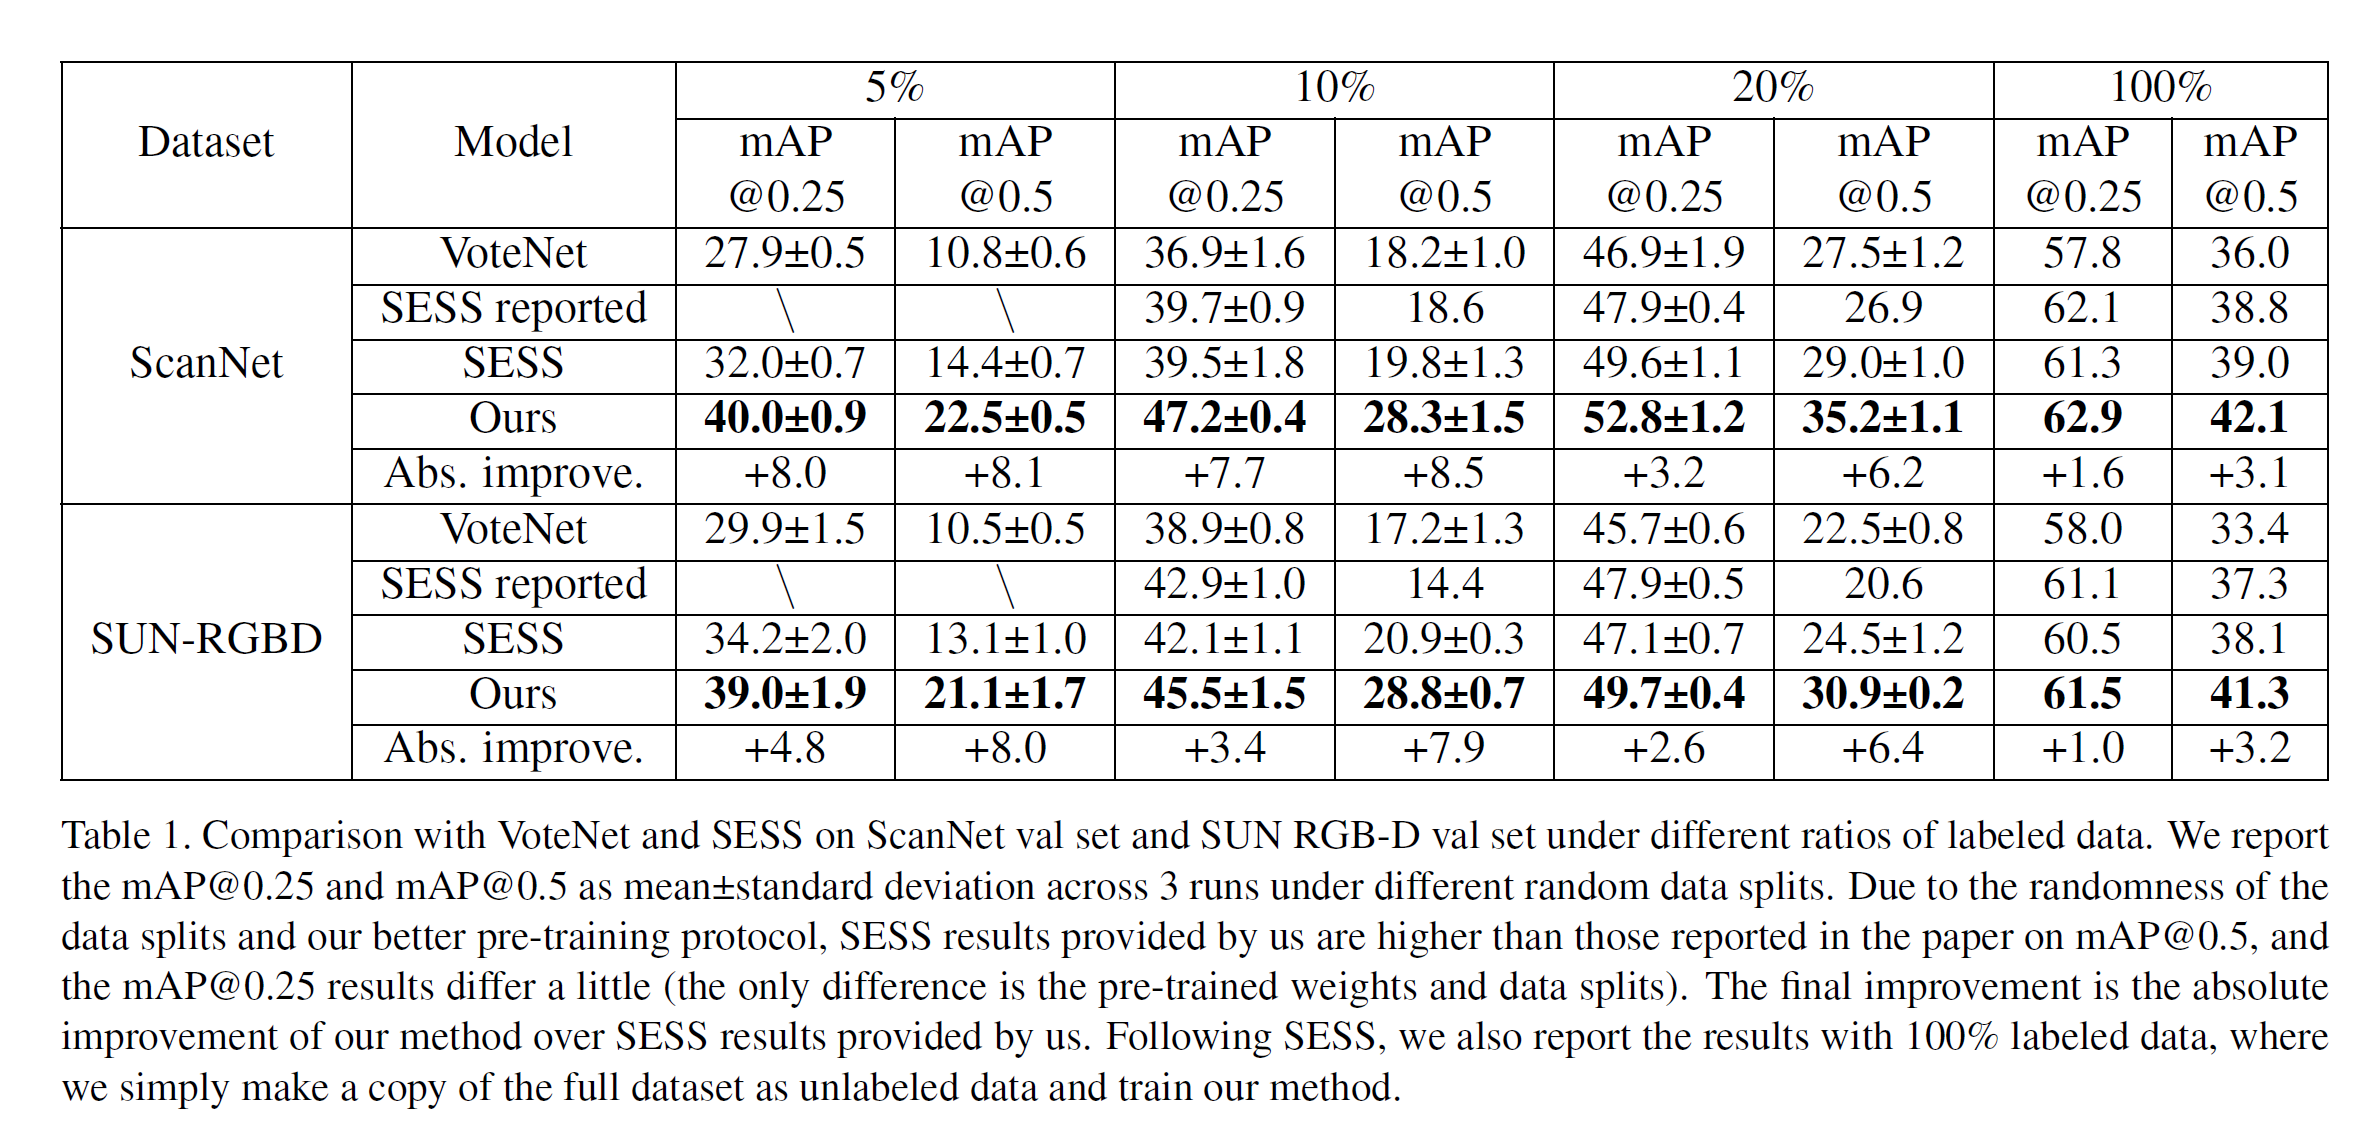 Dataset Model 5% 10% 20% 100%
mAP @0.25 mAP @0.5 mAP @0.25 mAP @0.5 mAP @0.25 mAP @0.5 mAP @0.25 mAP @0.5
ScanNet
VoteNet 27.9±0.5 10.8±0.6 36.9±1.6 18.2±1.0 46.9±1.9 27.5±1.2 57.8 36.0
SESS reported \ \ 39.7±0.9 18.6 47.9±0.4 26.9 62.1 38.8
SESS 32.0±0.7 14.4±0.7 39.5±1.8 19.8±1.3 49.6±1.1 29.0±1.0 61.3 39.0
Ours 40.0±0.9 22.5±0.5 47.2±0.4 28.3±1.5 52.8±1.2 35.2±1.1 62.9 42.1
Abs. improve. +8.0 +8.1 +7.7 +8.5 +3.2 +6.2 +1.6 +3.1
SUN-RGBD
VoteNet 29.9±1.5 10.5±0.5 38.9±0.8 17.2±1.3 45.7±0.6 22.5±0.8 58.0 33.4
SESS reported \ \ 42.9±1.0 14.4 47.9±0.5 20.6 61.1 37.3
SESS 34.2±2.0 13.1±1.0 42.1±1.1 20.9±0.3 47.1±0.7 24.5±1.2 60.5 38.1
Ours 39.0±1.9 21.1±1.7 45.5±1.5 28.8±0.7 49.7±0.4 30.9±0.2 61.5 41.3
Abs. improve. +4.8 +8.0 +3.4 +7.9 +2.6 +6.4 +1.0 +3.2
Table 1. Comparison with VoteNet and SESS on ScanNet val set and SUN RGB-D val set under different ratios of labeled data. We report
the mAP@0.25 and mAP@0.5 as mean±standard deviation across 3 runs under different random data splits. Due to the randomness of the
data splits and our better pre-training protocol, SESS results provided by us are higher than those reported in the paper on mAP@0.5, and
the mAP@0.25 results differ a little (the only difference is the pre-trained weights and data splits). The final improvement is the absolute
improvement of our method over SESS results provided by us. Following SESS, we also report the results with 100% labeled data, where
we simply make a copy of the full dataset as unlabeled data and train our method.